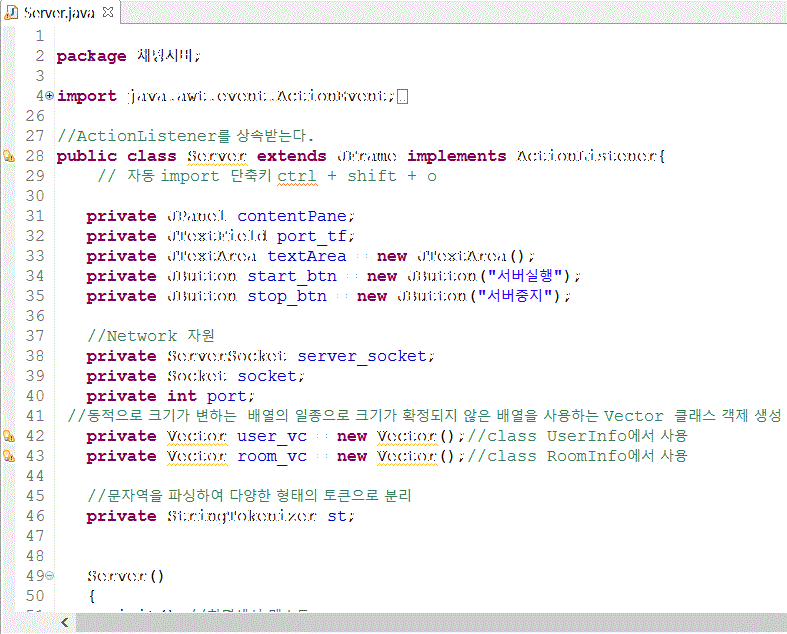 Server.java
1
2 package 채팅서버;
3
4 import java.awt.event.ActionEvent;
26
27 //ActionListener를 상속받는다.
28 public class Server extends JFrame implements ActionListener{
29 // 자동 import 단축키 ctrl + shift + o
30
31 private JPanel contentPane;
32 private JTextField port_tf;
33 private JTextArea textArea = new JTextArea();
34 private JButton start_btn = new JButton("서버실행");
35 private JButton stop_btn = new JButton("서버중지");
36
37 //Network 자원
38 private ServerSocket server_socket;
39 private Socket socket;
40 private int port;
41 //동적으로 크기가 변하는 배열의 일종으로 크기가 확정되지 않은 배열을 사용하는 Vector 클래스 객제 생성
42 private Vector user_vc = new Vector();//class UserInfo에서 사용
43 private Vector room_vc = new Vector();//class RoomInfo에서 사용
44
45 //문자역을 파싱하여 다양한 형태의 토큰으로 분리
46 private StringTokenizer st;
47
48
49 Server()
50 {